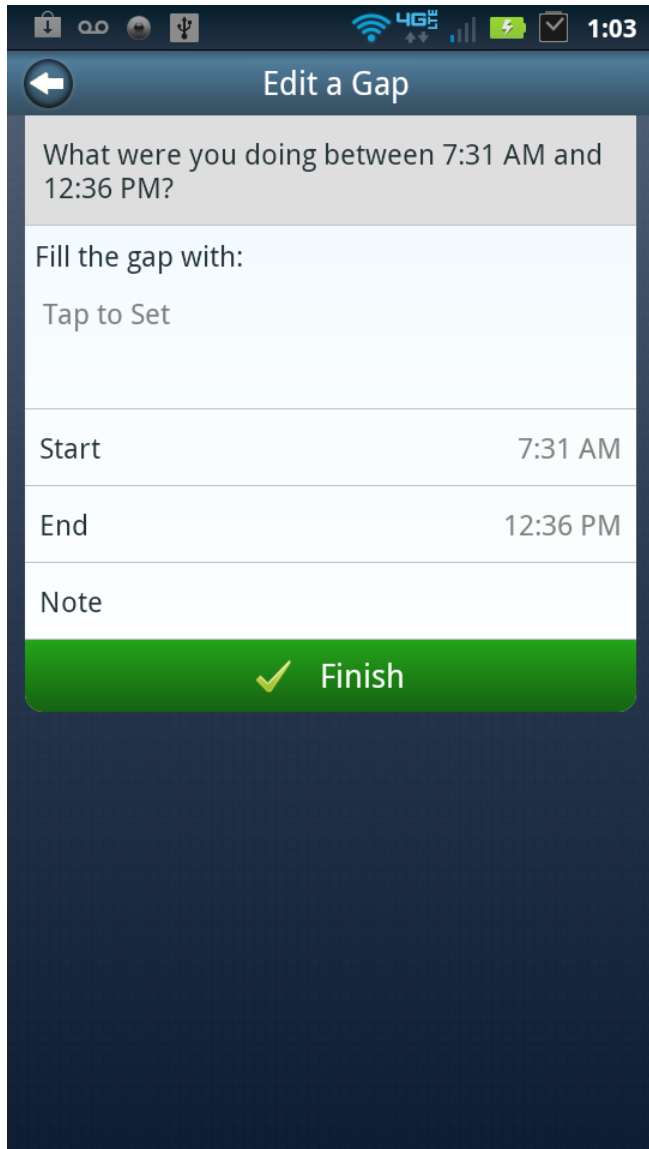 4G LTE 1:03
Edit a Gap
What were you doing between 7:31 AM and
12:36 PM?
Fill the gap with:
Tap to Set
Start 7:31 AM
End 12:36 PM
Note
Finish